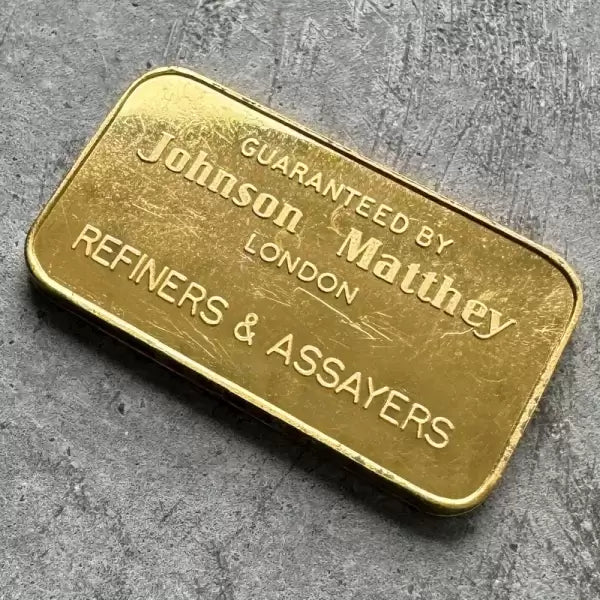 GUARANTEED BY
Johnson Matthey
LONDON
REFINERS & ASSAYERS